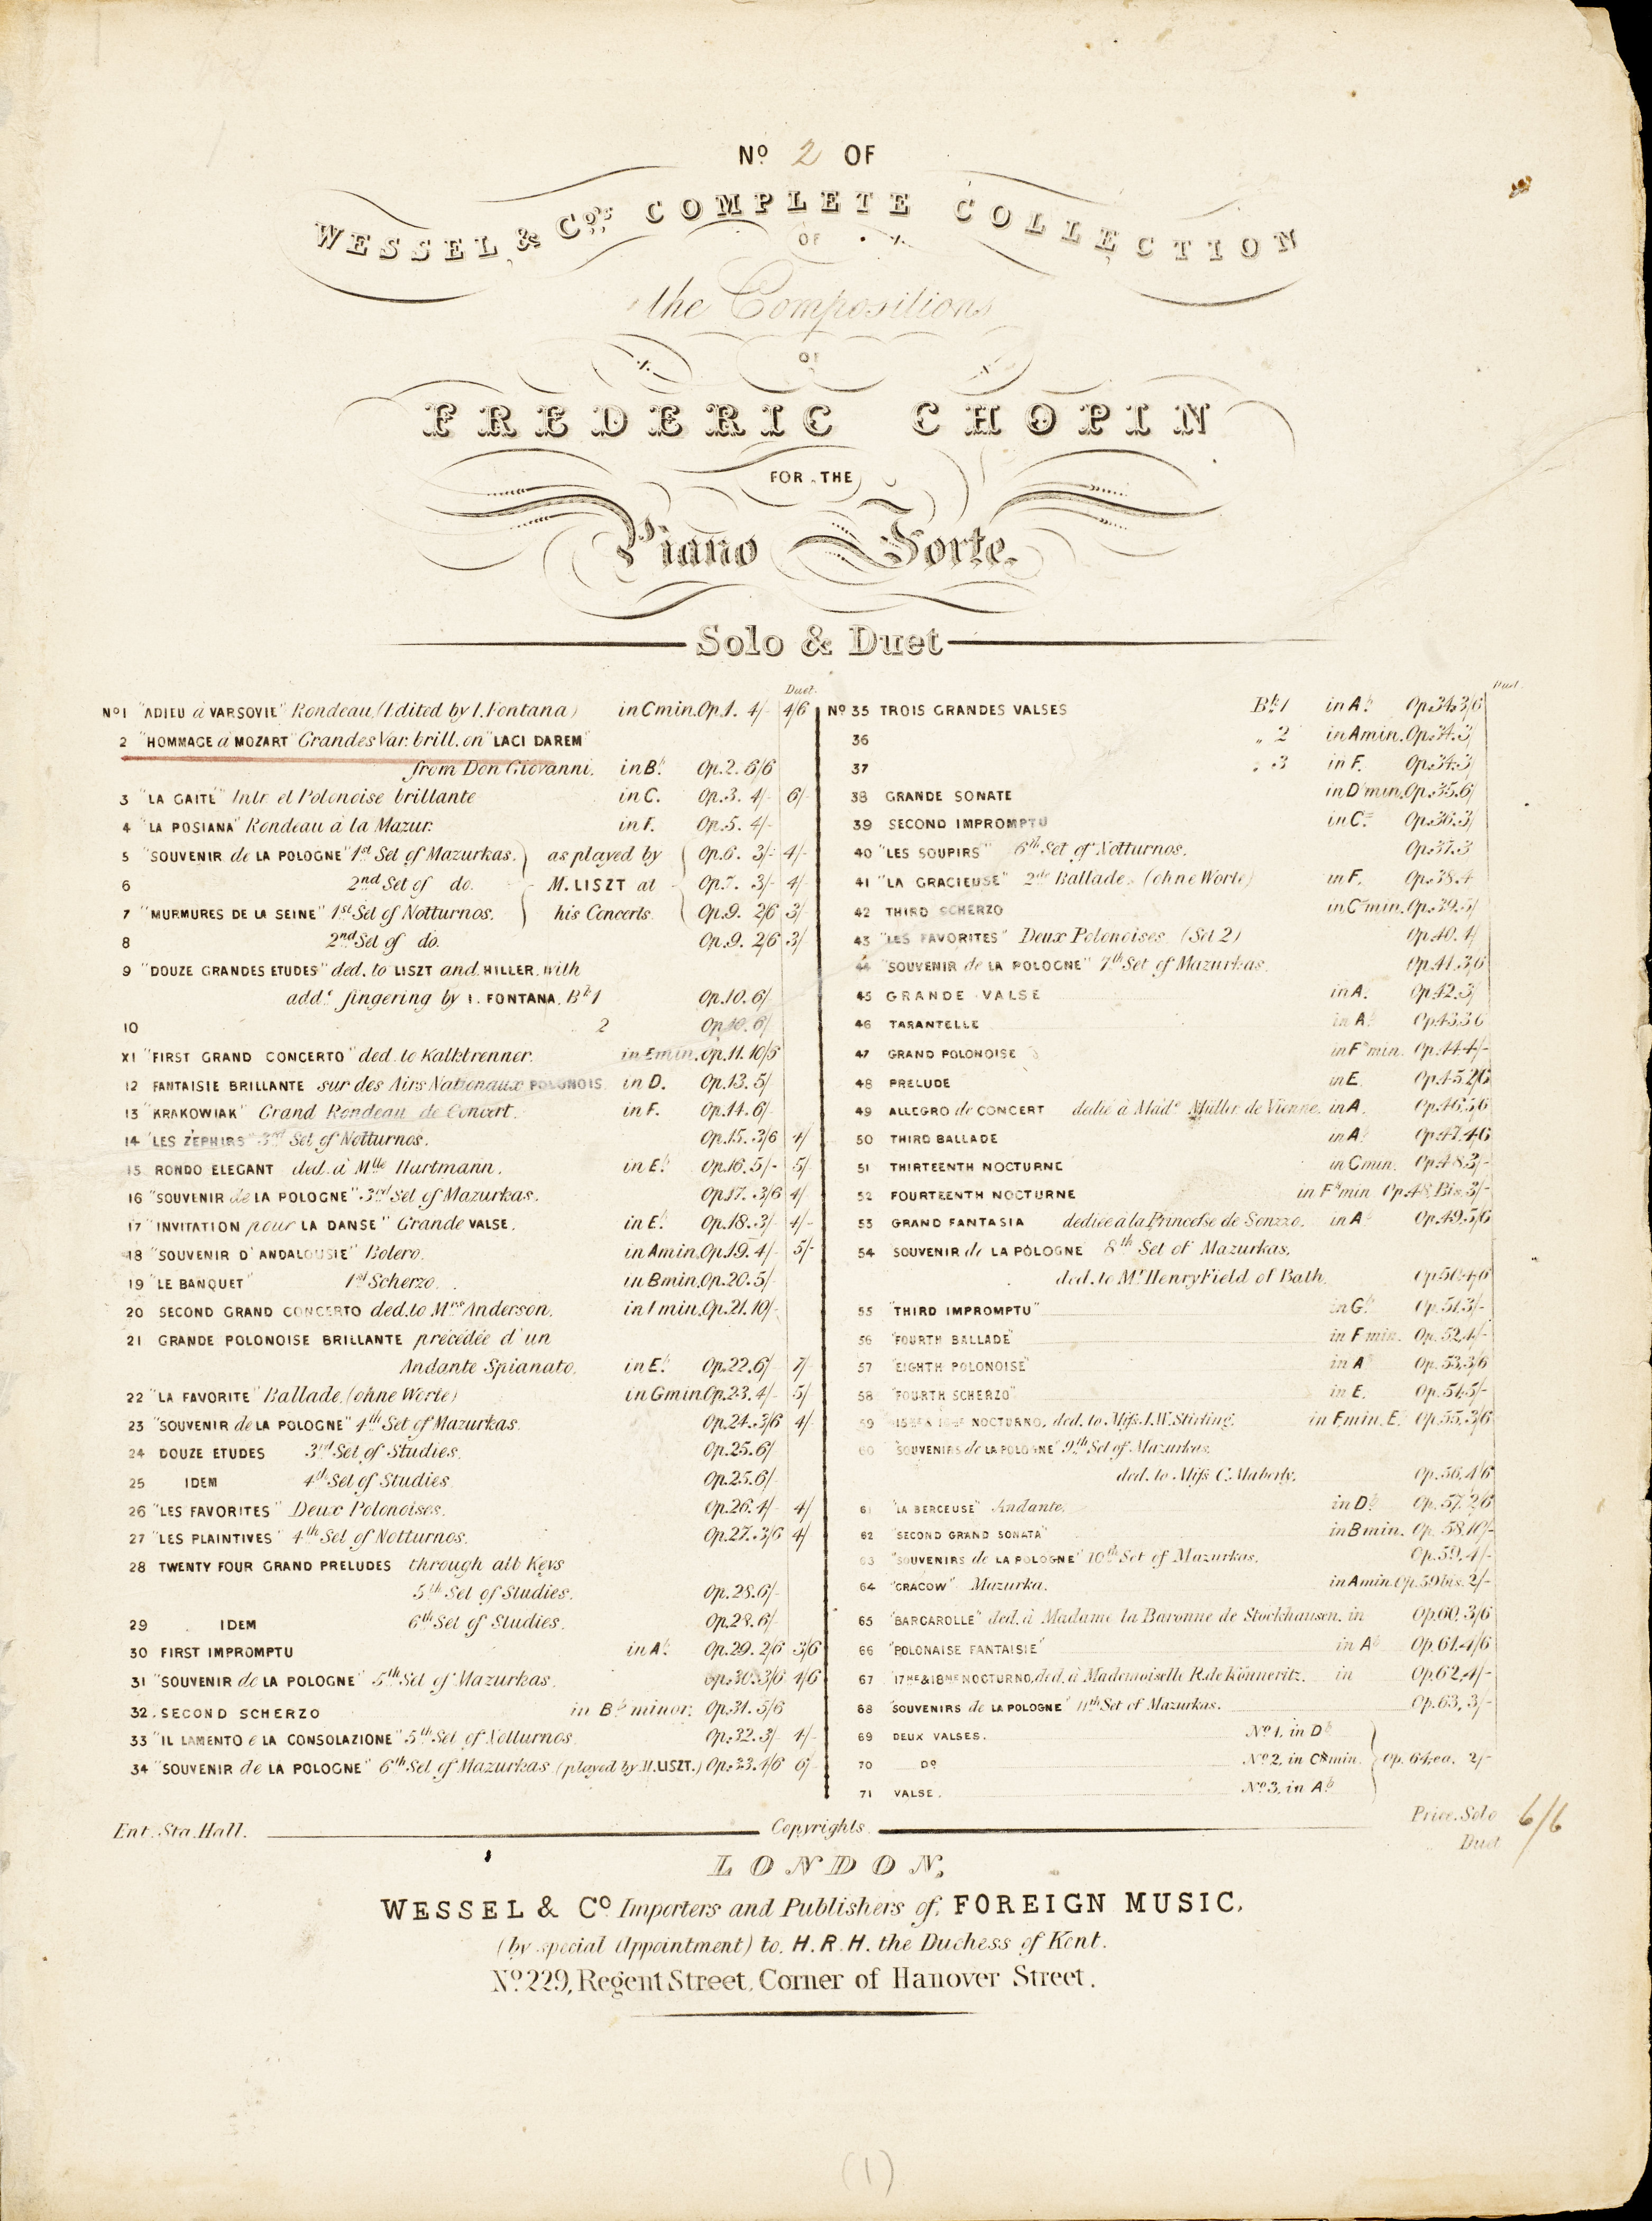 Nº 2 OF
WESSEL & Cº'S COMPLETE COLLECTION
OF
the Compositions
OF
FREDERIC CHOPIN
FOR THE
Piano Forte.
Solo & Duet
Duet.
Nº 1 "ADIEU à VARSOVIE" Rondeau, (Edited by J. Fontana) in C min. Op. 1. 4/- 4/6
2 "HOMMAGE à MOZART" Grandes Var. brill. on "LACI DAREM"
from Don Giovanni. in B♭. Op. 2. 6/6
3 "LA GAITÉ" Intr. et Polonoise brillante in C. Op. 3. 4/- 6/-
4 "LA POSIANA" Rondeau à la Mazur. in F. Op. 5. 4/-
5 "SOUVENIR de LA POLOGNE" 1st Set of Mazurkas. as played by Op. 6. 3/- 4/-
6 2nd Set of do. M. LISZT at Op. 7. 3/- 4/-
7 "MURMURES DE LA SEINE" 1st Set of Notturnos. his Concerts. Op. 9. 2/6 3/
8 2nd Set of do. Op. 9. 2/6 3/
9 "DOUZE GRANDES ETUDES" ded. to LISZT and HILLER, with
add.l fingering by J. FONTANA, Bk 1 Op. 10. 6/
10 2 Op. 10. 6/
XI "FIRST GRAND CONCERTO" ded. to Kalkbrenner. in E min. Op. 11. 10/6
12 FANTAISIE BRILLANTE sur des Airs Nationaux POLONOIS. in D. Op. 13. 5/
13 "KRAKOWIAK" Grand Rondeau de Concert. in F. Op. 14. 6/
14 "LES ZEPHIRS" 3rd Set of Notturnos. Op. 15. 3/6 4/
15 RONDO ELEGANT ded. à Mlle Hartmann. in E♭. Op. 16. 5/- 5/
16 "SOUVENIR de LA POLOGNE" 3rd Set of Mazurkas. Op. 17. 3/6 4/
17 "INVITATION pour LA DANSE" Grande VALSE. in E♭. Op. 18. 3/- 4/-
18 "SOUVENIR D'ANDALOUSIE" Bolero. in A min. Op. 19. 4/- 5/-
19 "LE BANQUET" 1st Scherzo. in B min. Op. 20. 5/-
20 SECOND GRAND CONCERTO ded. to Mrs Anderson. in F min. Op. 21. 10/-
21 GRANDE POLONOISE BRILLANTE précédée d'un
Andante Spianato. in E♭. Op. 22. 6/- 7/-
22 "LA FAVORITE" Ballade, (ohne Worte) in G min. Op. 23. 4/- 5/
23 "SOUVENIR de LA POLOGNE" 4th Set of Mazurkas. Op. 24. 3/6 4/-
24 DOUZE ETUDES 3rd Set of Studies. Op. 25. 6/
25 IDEM 4th Set of Studies. Op. 25. 6/-
26 "LES FAVORITES" Deux Polonoises. Op. 26. 4/- 4/
27 "LES PLAINTIVES" 4th Set of Notturnos. Op. 27. 3/6 4/
28 TWENTY FOUR GRAND PRELUDES through all Keys
5th Set of Studies. Op. 28. 6/-
29 IDEM 6th Set of Studies. Op. 28. 6/-
30 FIRST IMPROMPTU in A♭. Op. 29. 2/6 3/6
31 "SOUVENIR de LA POLOGNE" 5th Set of Mazurkas. Op. 30. 3/6 4/6
32. SECOND SCHERZO in B♭ minor. Op. 31. 5/6
33 "IL LAMENTO e LA CONSOLAZIONE" 5th Set of Notturnos Op. 32. 3/- 4/-
34 "SOUVENIR de LA POLOGNE" 6th Set of Mazurkas (played by M. LISZT.) Op. 33. 4/6 6/
Duet
Nº 35 TROIS GRANDES VALSES Bk 1 in A♭. Op. 34. 3/6
36 „ 2 in A min. Op. 34. 3/
37 „ 3 in F. Op. 34. 3/
38 GRANDE SONATE in D♭ min. Op. 35. 6/
39 SECOND IMPROMPTU in C♯ Op. 36. 3/
40 "LES SOUPIRS" 6th Set of Notturnos. Op. 37. 3
41 "LA GRACIEUSE" 2de Ballade, (ohne Worte) in F. Op. 38. 4
42 THIRD SCHERZO in C♯ min. Op. 39. 5/
43 "LES FAVORITES" Deux Polonoises. (Set 2) Op. 40. 4/
44 "SOUVENIR de LA POLOGNE" 7th Set of Mazurkas. Op. 41. 3/6
45 GRANDE VALSE in A♭. Op. 42. 3/
46 TARANTELLE in A♭ Op. 43. 3/6
47 GRAND POLONOISE in F♯ min. Op. 44. 4/-
48 PRELUDE in E. Op. 45. 2/6
49 ALLEGRO de CONCERT dedié à Made Müller de Vienne. in A. Op. 46. 5/6
50 THIRD BALLADE in A♭ Op. 47. 4/6
51 THIRTEENTH NOCTURNE in C min. Op. 48. 3/-
52 FOURTEENTH NOCTURNE in F♯ min Op. 48. Bis. 3/-
53 GRAND FANTASIA dediée à la Princesse de Souzzo. in A♭ Op. 49. 5/6
54 SOUVENIR de LA POLOGNE 8th Set of Mazurkas,
ded. to Mr Henry Field of Bath. Op. 50. 4/6
55 "THIRD IMPROMPTU" in G♭ Op. 51. 3/-
56 "FOURTH BALLADE" in F min. Op. 52. 4/-
57 "EIGHTH POLONOISE" in A♭ Op. 53. 3/6
58 "FOURTH SCHERZO" in E. Op. 54. 5/-
59 15ME & 16ME NOCTURNO, ded. to Miss J. W. Stirling. in F min. E♭. Op. 55. 3/6
60 "SOUVENIRS de LA POLOGNE" 9th Set of Mazurkas.
ded. to Miss C. Maberly. Op. 56. 4/6
61 "LA BERCEUSE" Andante. in D♭ Op. 57. 2/6
62 "SECOND GRAND SONATA" in B min. Op. 58. 10/-
63 "SOUVENIRS de LA POLOGNE" 10th Set of Mazurkas. Op. 59. 4/-
64 "CRACOW" Mazurka. in A min. Op. 59 bis. 2/-
65 "BARCAROLLE" ded. à Madame la Baronne de Stockhausen. in Op. 60. 3/6
66 "POLONAISE FANTAISIE" in A♭ Op. 61. 4/6
67 17ME & 18ME NOCTURNO, ded. à Mademoiselle R. de Könneritz. in Op. 62. 4/-
68 "SOUVENIRS de LA POLOGNE" 11th Set of Mazurkas. Op. 63. 3/-
69 DEUX VALSES. Nº 1, in D♭
70 Dº Nº 2, in C♯ min. Op. 64. ea. 2/-
71 VALSE. Nº 3, in A♭
Price. Solo 6/6
Duet
Ent. Sta. Hall. Copyrights.
LONDON,
WESSEL & Cº Importers and Publishers of FOREIGN MUSIC,
(by special Appointment) to H.R.H. the Duchess of Kent.
Nº 229, Regent Street, Corner of Hanover Street.
(1)